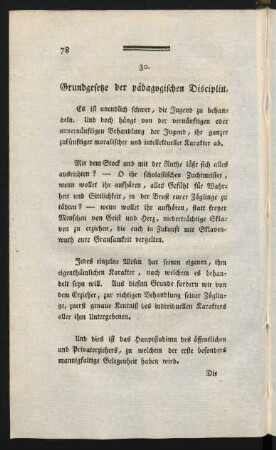 78
30.
Grundgesetze der pädagogischen Disciplin.
Es ist unendlich schwer, die Jugend zu behan-
deln. Und doch hängt von der vernünftigen oder
unvernünftigen Behandlung der Jugend, ihr ganzer
zukünftiger moralischer und intellektueller Karakter ab.
Mit dem Stock und mit der Ruthe läßt sich alles
ausrichten? — O ihr scholastischen Zuchtmeister,
wenn wollet ihr aufhören, alles Gefühl für Wahr-
heit und Sittlichkeit, in der Brust eurer Zöglinge zu
tödten? — wenn wollet ihr aufhören, statt freyer
Menschen von Geist und Herz, niederträchtige Skla-
ven zu erziehen, die euch in Zukunft mit Sklaven-
wuth eure Grausamkeit vergelten.
Jedes einzelne Wesen hat seinen eigenen, ihm
eigenthümlichen Karakter, nach welchem es behan-
delt seyn will. Aus diesem Grunde fordern wir von
dem Erzieher, zur richtigen Behandlung seiner Zöglin-
ge, zuerst genaue Kenntniß des individuellen Karakters
aller ihm Untergebenen.
Und dies ist das Hauptstudium des öffentlichen
und Privaterziehers, zu welchem der erste besonders
mannigfaltige Gelegenheit haben wird.
Die